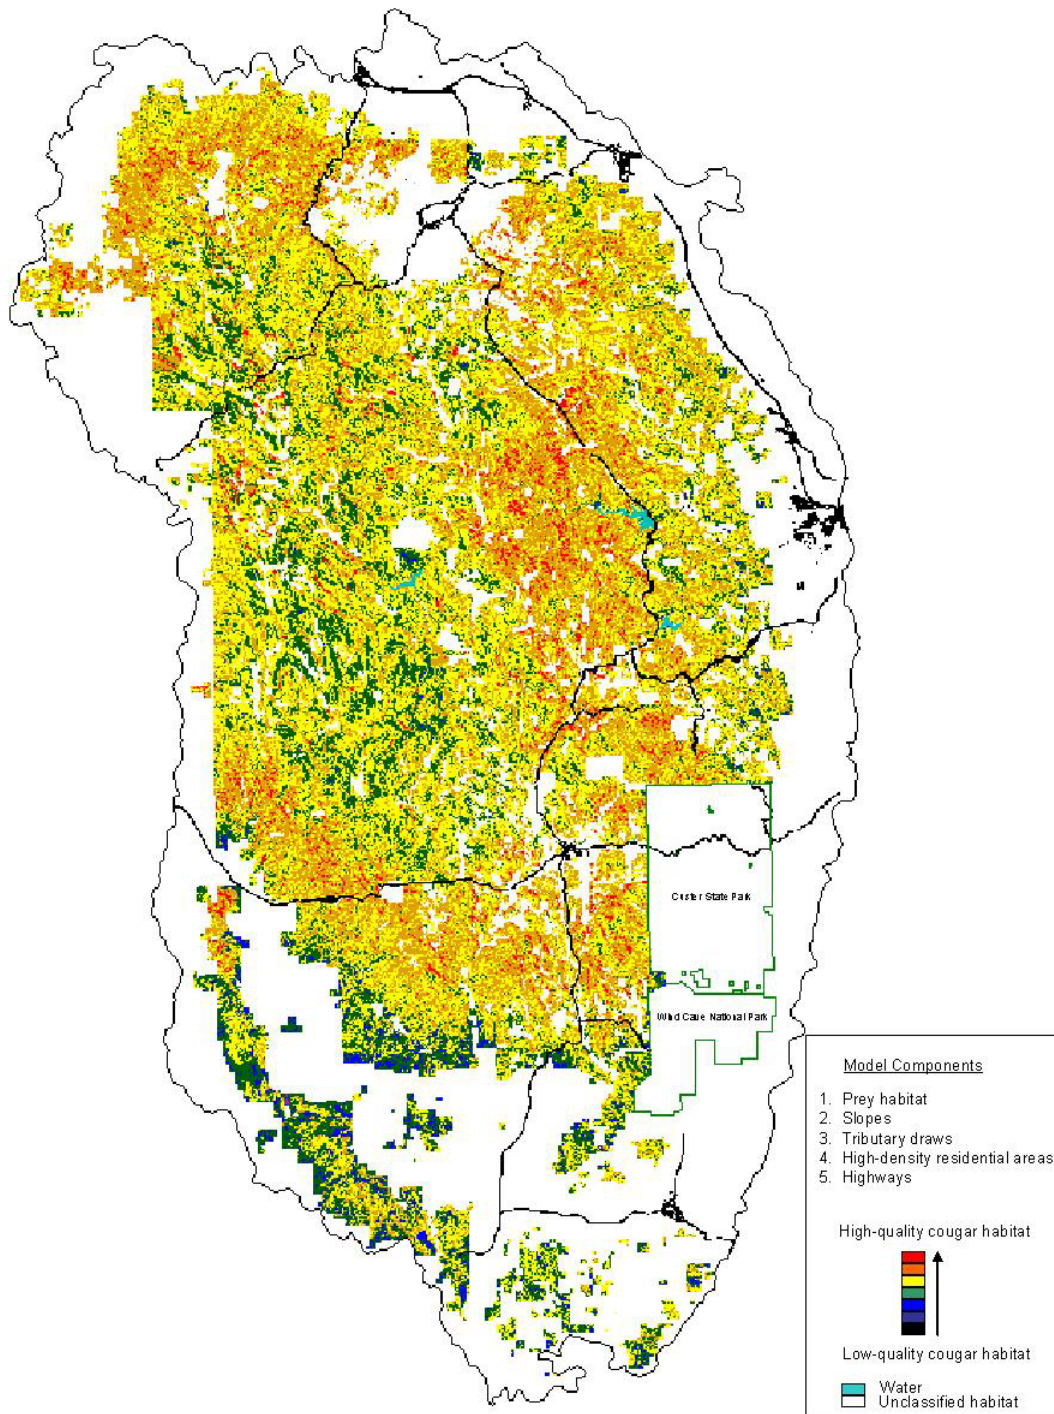 Custer State Park
Wind Cave National Park
Model Components
1. Prey habitat
2. Slopes
3. Tributary draws
4. High-density residential areas
5. Highways
High-quality cougar habitat
Low-quality cougar habitat
Water
Unclassified habitat